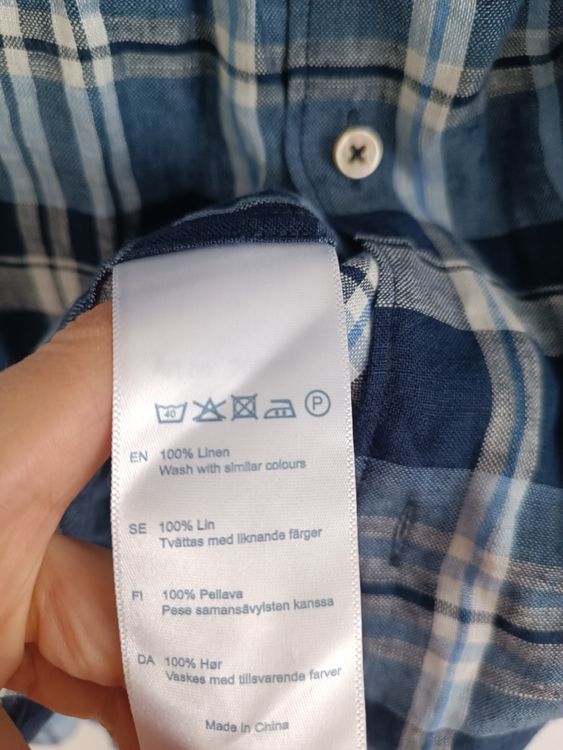 40 P
EN 100% Linen
Wash with similar colours
SE 100% Lin
Tvättas med liknande färger
FI 100% Pellava
Pese samansävyisten kanssa
DA 100% Hør
Vaskes med tillsvarende farver
Made in China